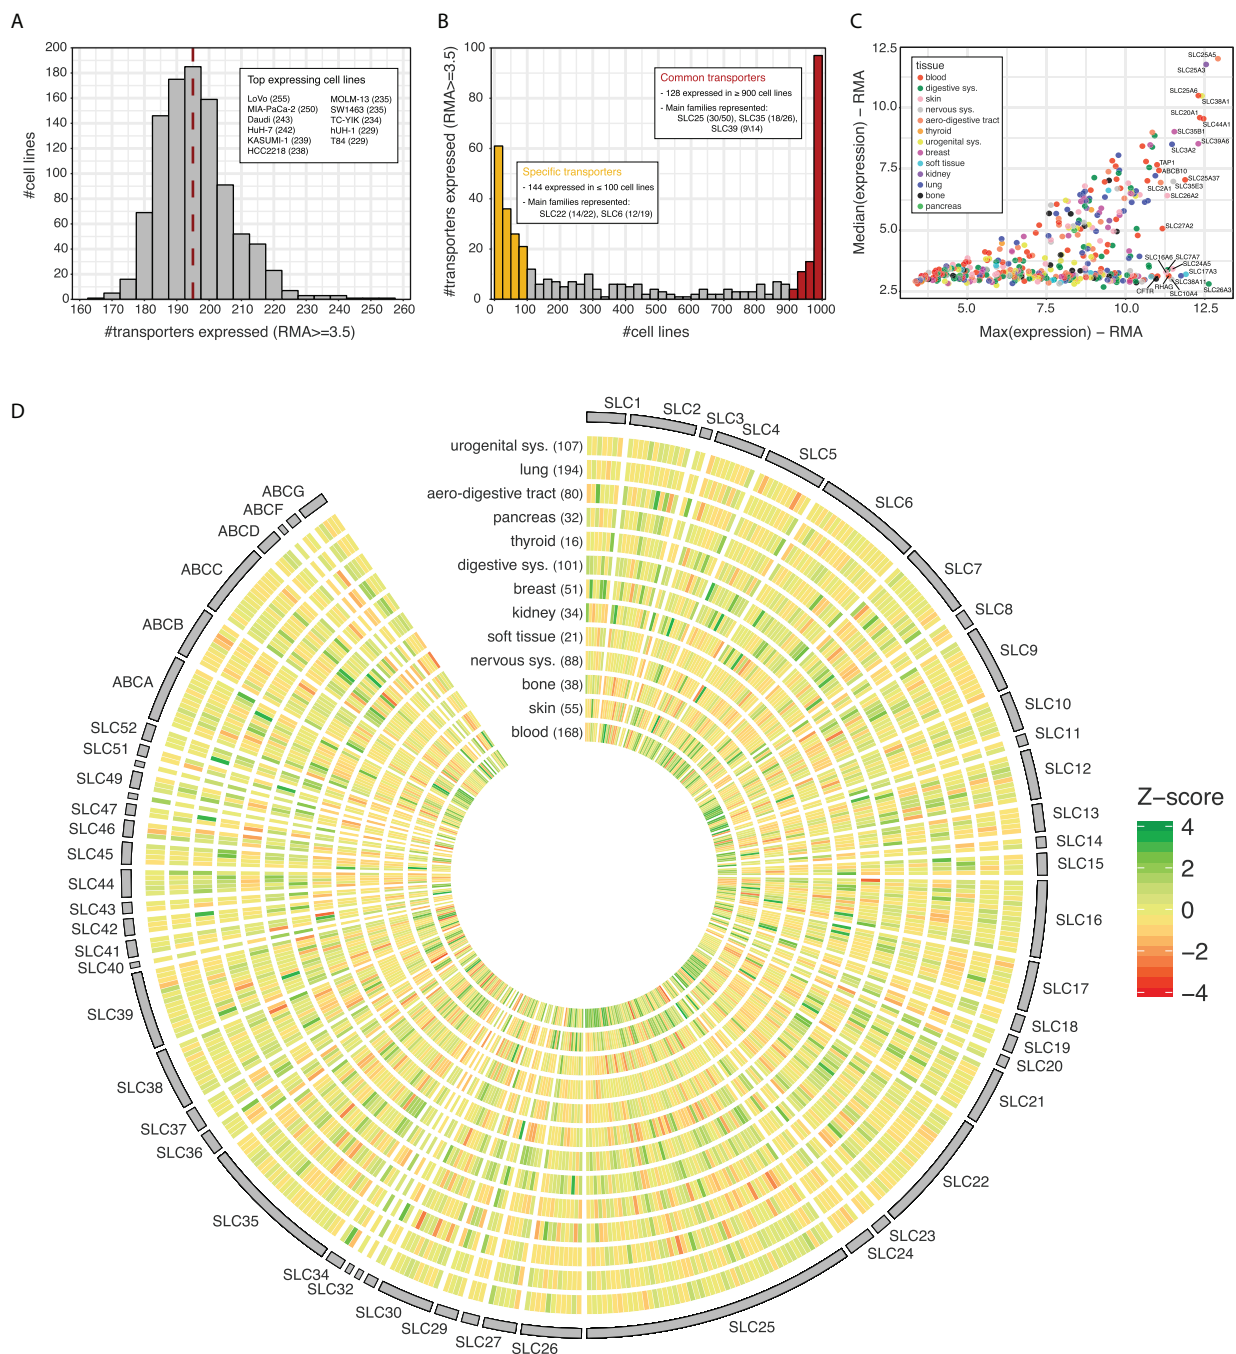 A
#cell lines
200
180
160
140
120
100
80
60
40
20
0
160
170
180
190
200
210
220
230
240
250
260
#transporters expressed (RMA>=3.5)
Top expressing cell lines
LoVo (255)
MIA-PaCa-2 (250)
Daudi (243)
HuH-7 (242)
KASUMI-1 (239)
HCC2218 (238)
MOLM-13 (235)
SW1463 (235)
TC-YIK (234)
hUH-1 (229)
T84 (229)
B
#transporters expressed (RMA>=3.5)
100
80
60
40
20
0
0
100
200
300
400
500
600
700
800
900
1000
#cell lines
Common transporters
- 128 expressed in ≥ 900 cell lines
- Main families represented:
SLC25 (30/50), SLC35 (18/26),
SLC39 (9\14)
Specific transporters
- 144 expressed in ≤ 100 cell lines
- Main families represented:
SLC22 (14/22), SLC6 (12/19)
C
Median(expression) − RMA
12.5
10.0
7.5
5.0
2.5
5.0
7.5
10.0
12.5
Max(expression) − RMA
tissue
blood
digestive sys.
skin
nervous sys.
aero-digestive tract
thyroid
urogenital sys.
breast
soft tissue
kidney
lung
bone
pancreas
SLC25A5
SLC25A3
SLC25A6
SLC38A1
SLC20A1
SLC44A1
SLC35B1
SLC3A2
SLC39A6
TAP1
ABCB10
SLC25A37
SLC2A1
SLC35E3
SLC26A2
SLC27A2
SLC16A6
SLC7A7
SLC24A5
SLC17A3
SLC38A11
CFTR
RHAG
SLC10A4
SLC26A3
D
urogenital sys. (107)
lung (194)
aero-digestive tract (80)
pancreas (32)
thyroid (16)
digestive sys. (101)
breast (51)
kidney (34)
soft tissue (21)
nervous sys. (88)
bone (38)
skin (55)
blood (168)
SLC1
SLC2
SLC3
SLC4
SLC5
SLC6
SLC7
SLC8
SLC9
SLC10
SLC11
SLC12
SLC13
SLC14
SLC15
SLC16
SLC17
SLC18
SLC19
SLC20
SLC21
SLC22
SLC23
SLC24
SLC25
SLC26
SLC27
SLC29
SLC30
SLC32
SLC34
SLC35
SLC36
SLC37
SLC38
SLC39
SLC40
SLC41
SLC42
SLC43
SLC44
SLC45
SLC46
SLC47
SLC49
SLC51
SLC52
ABCA
ABCB
ABCC
ABCD
ABCF
ABCG
Z−score
4
2
0
−2
−4